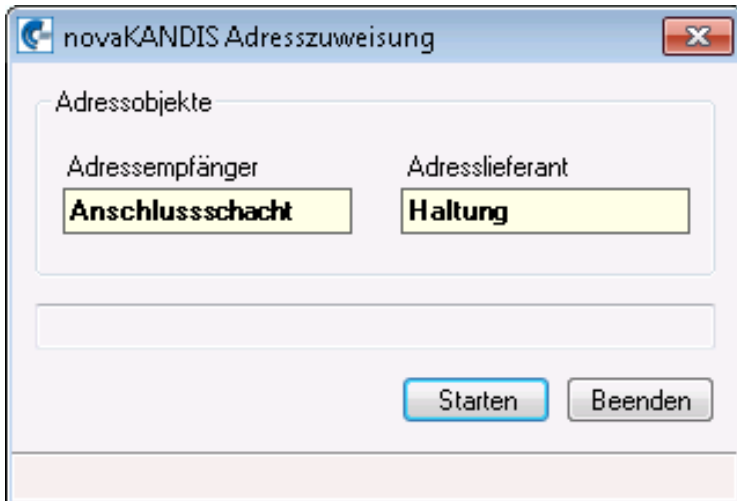 novaKANDIS Adresszuweisung
Adressobjekte
Adressempfänger Adresslieferant
Anschlussschacht Haltung
Starten Beenden